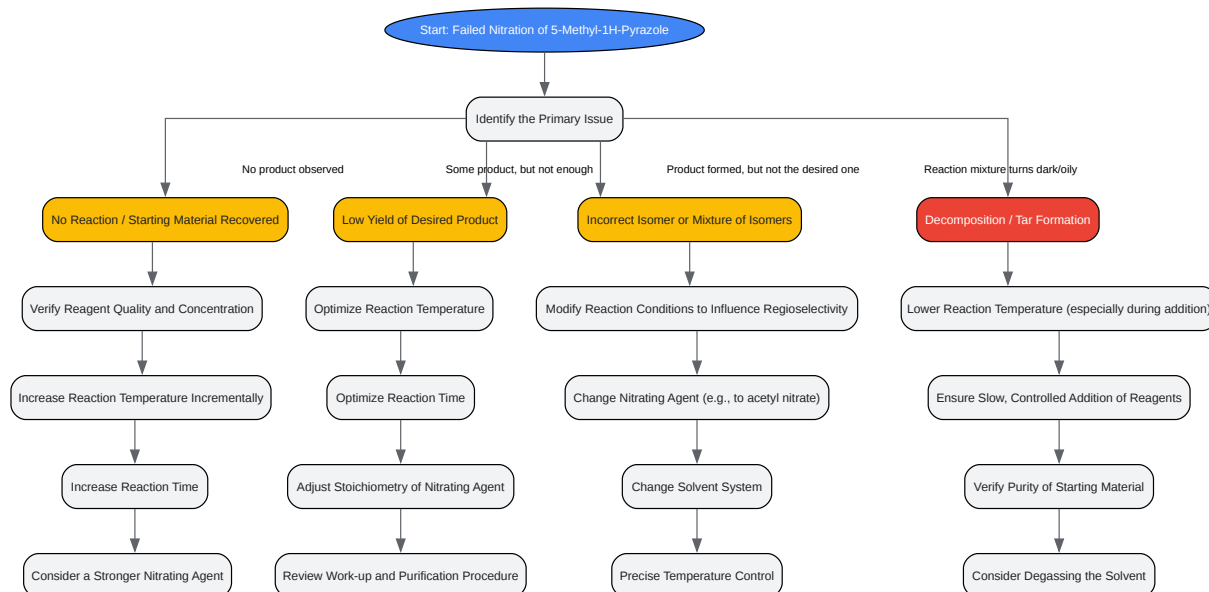 Start: Failed Nitration of 5-Methyl-1H-Pyrazole
Identify the Primary Issue
No product observed
Some product, but not enough
Product formed, but not the desired one
Reaction mixture turns dark/oily
No Reaction / Starting Material Recovered
Low Yield of Desired Product
Incorrect Isomer or Mixture of Isomers
Decomposition / Tar Formation
Verify Reagent Quality and Concentration
Optimize Reaction Temperature
Modify Reaction Conditions to Influence Regioselectivity
Lower Reaction Temperature (especially during addition)
Increase Reaction Temperature Incrementally
Optimize Reaction Time
Change Nitrating Agent (e.g., to acetyl nitrate)
Ensure Slow, Controlled Addition of Reagents
Increase Reaction Time
Adjust Stoichiometry of Nitrating Agent
Change Solvent System
Verify Purity of Starting Material
Consider a Stronger Nitrating Agent
Review Work-up and Purification Procedure
Precise Temperature Control
Consider Degassing the Solvent